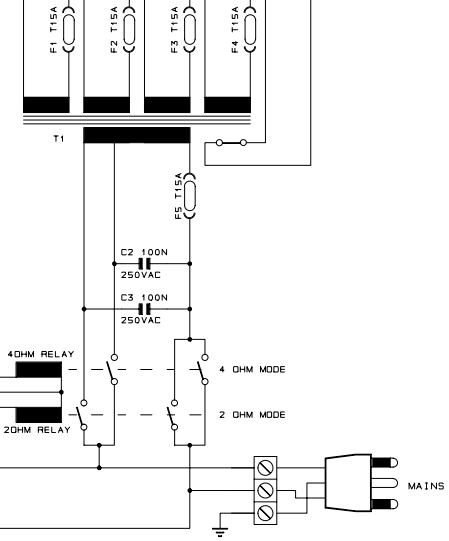 F1 T15A
F2 T15A
F3 T15A
F4 T15A
T1
F5 T15A
C2 100N
250VAC
C3 100N
250VAC
4OHM RELAY
4 OHM MODE
2 OHM MODE
2OHM RELAY
MAINS